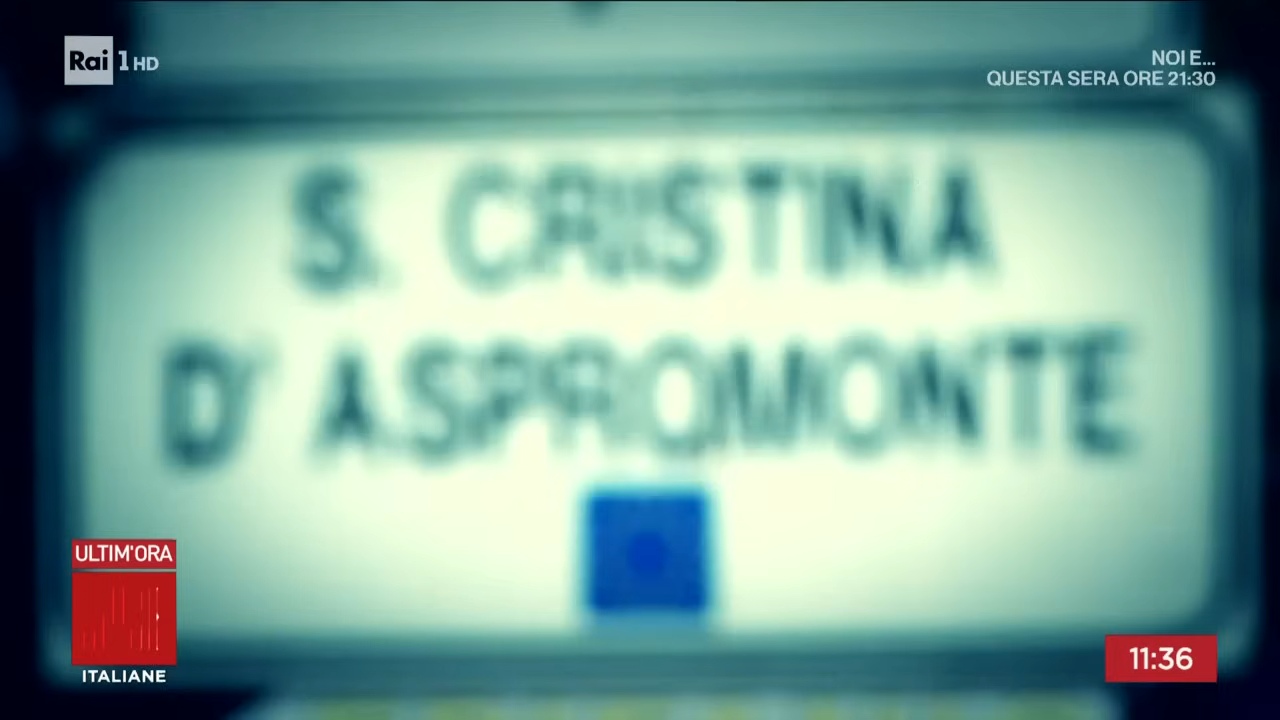 Rai 1 HD
NOI E...
QUESTA SERA ORE 21:30
S. CRISTINA
D' ASPROMONTE
ULTIM'ORA
ITALIANE
11:36